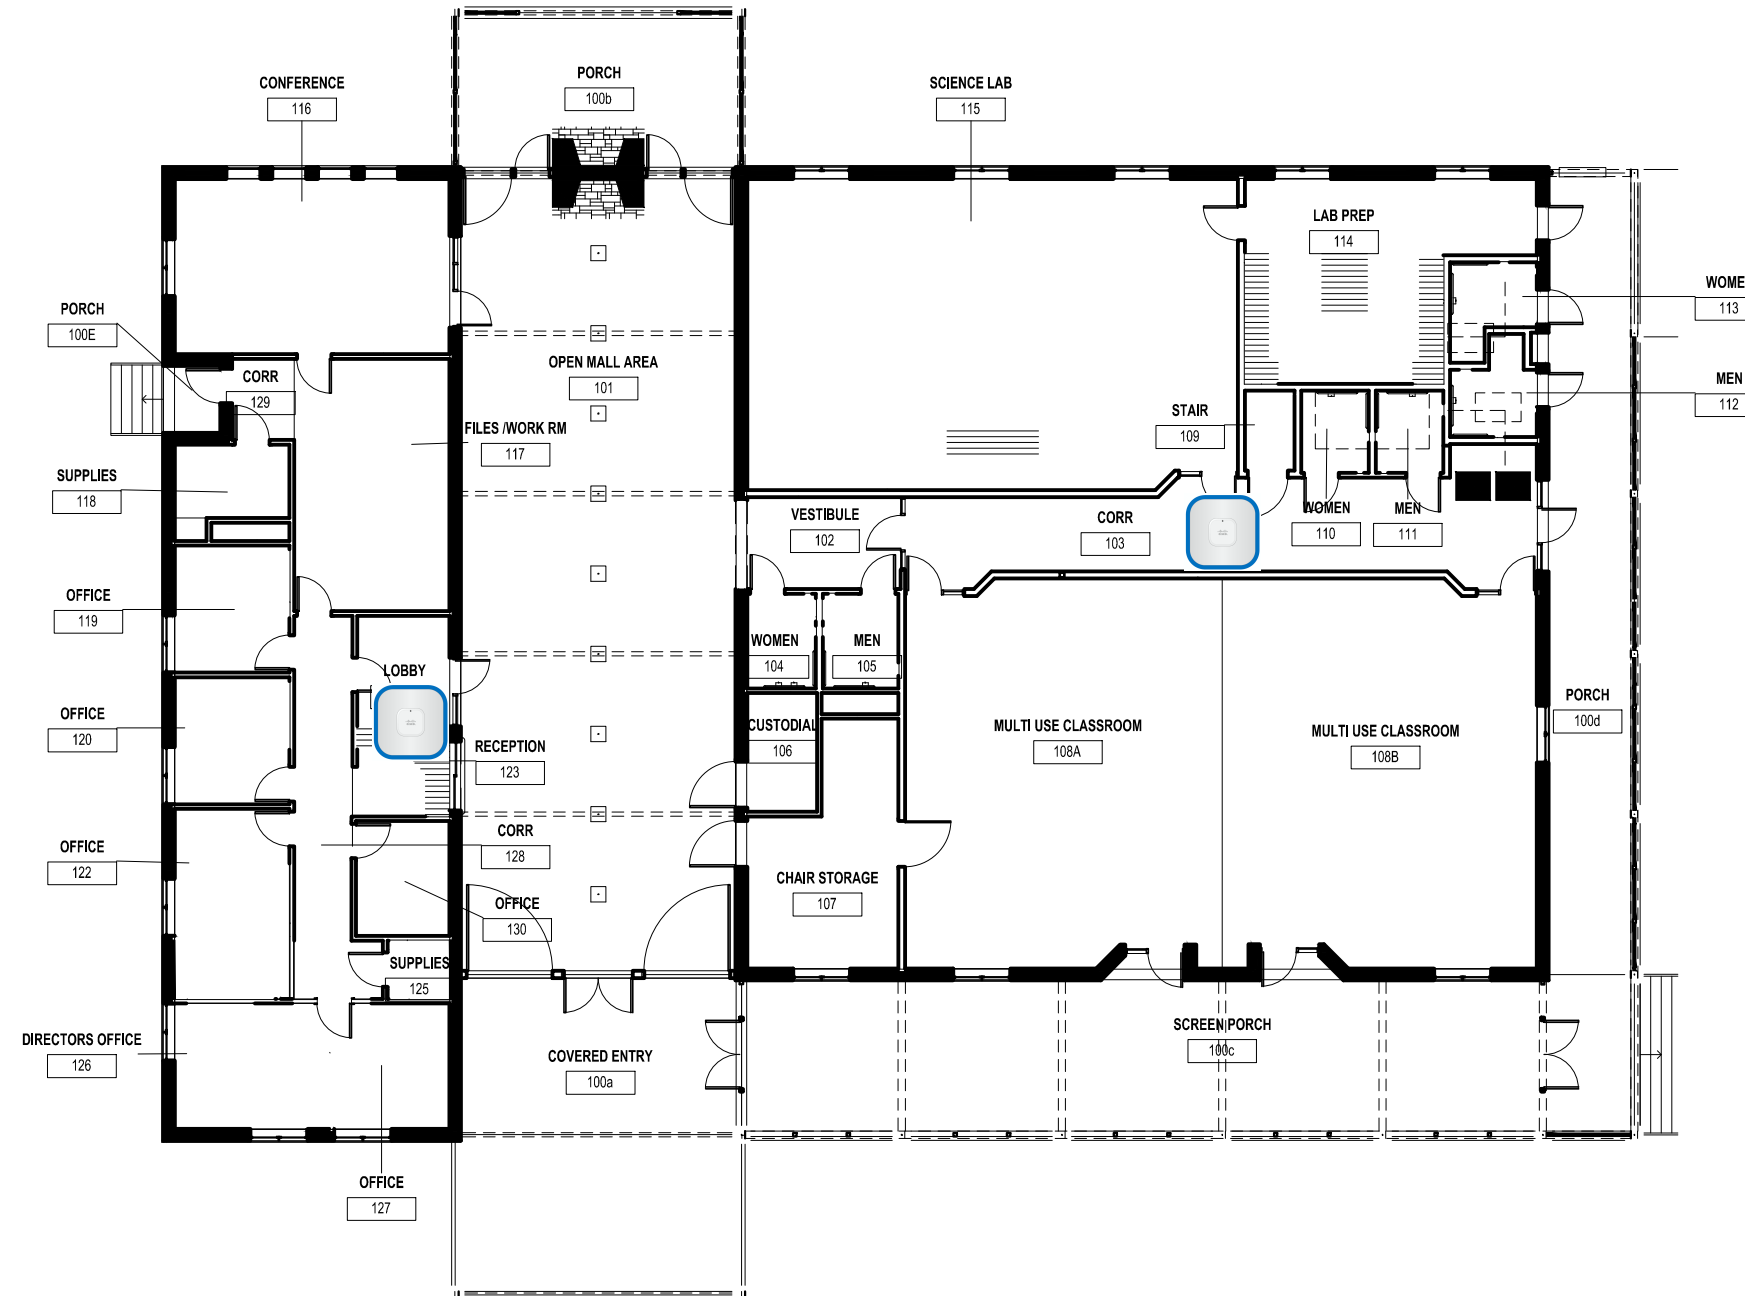 PORCH
100b
CONFERENCE
116
SCIENCE LAB
115
LAB PREP
114
WOME
113
PORCH
100E
OPEN MALL AREA
101
CORR
129
MEN
112
STAIR
109
FILES /WORK RM
117
SUPPLIES
118
VESTIBULE
102
CORR
103
WOMEN
110
MEN
111
OFFICE
119
WOMEN
104
MEN
105
LOBBY
PORCH
100d
OFFICE
120
CUSTODIAL
106
MULTI USE CLASSROOM
108A
MULTI USE CLASSROOM
108B
RECEPTION
123
CORR
128
OFFICE
122
CHAIR STORAGE
107
OFFICE
130
SUPPLIES
125
DIRECTORS OFFICE
126
COVERED ENTRY
100a
SCREEN PORCH
100c
OFFICE
127